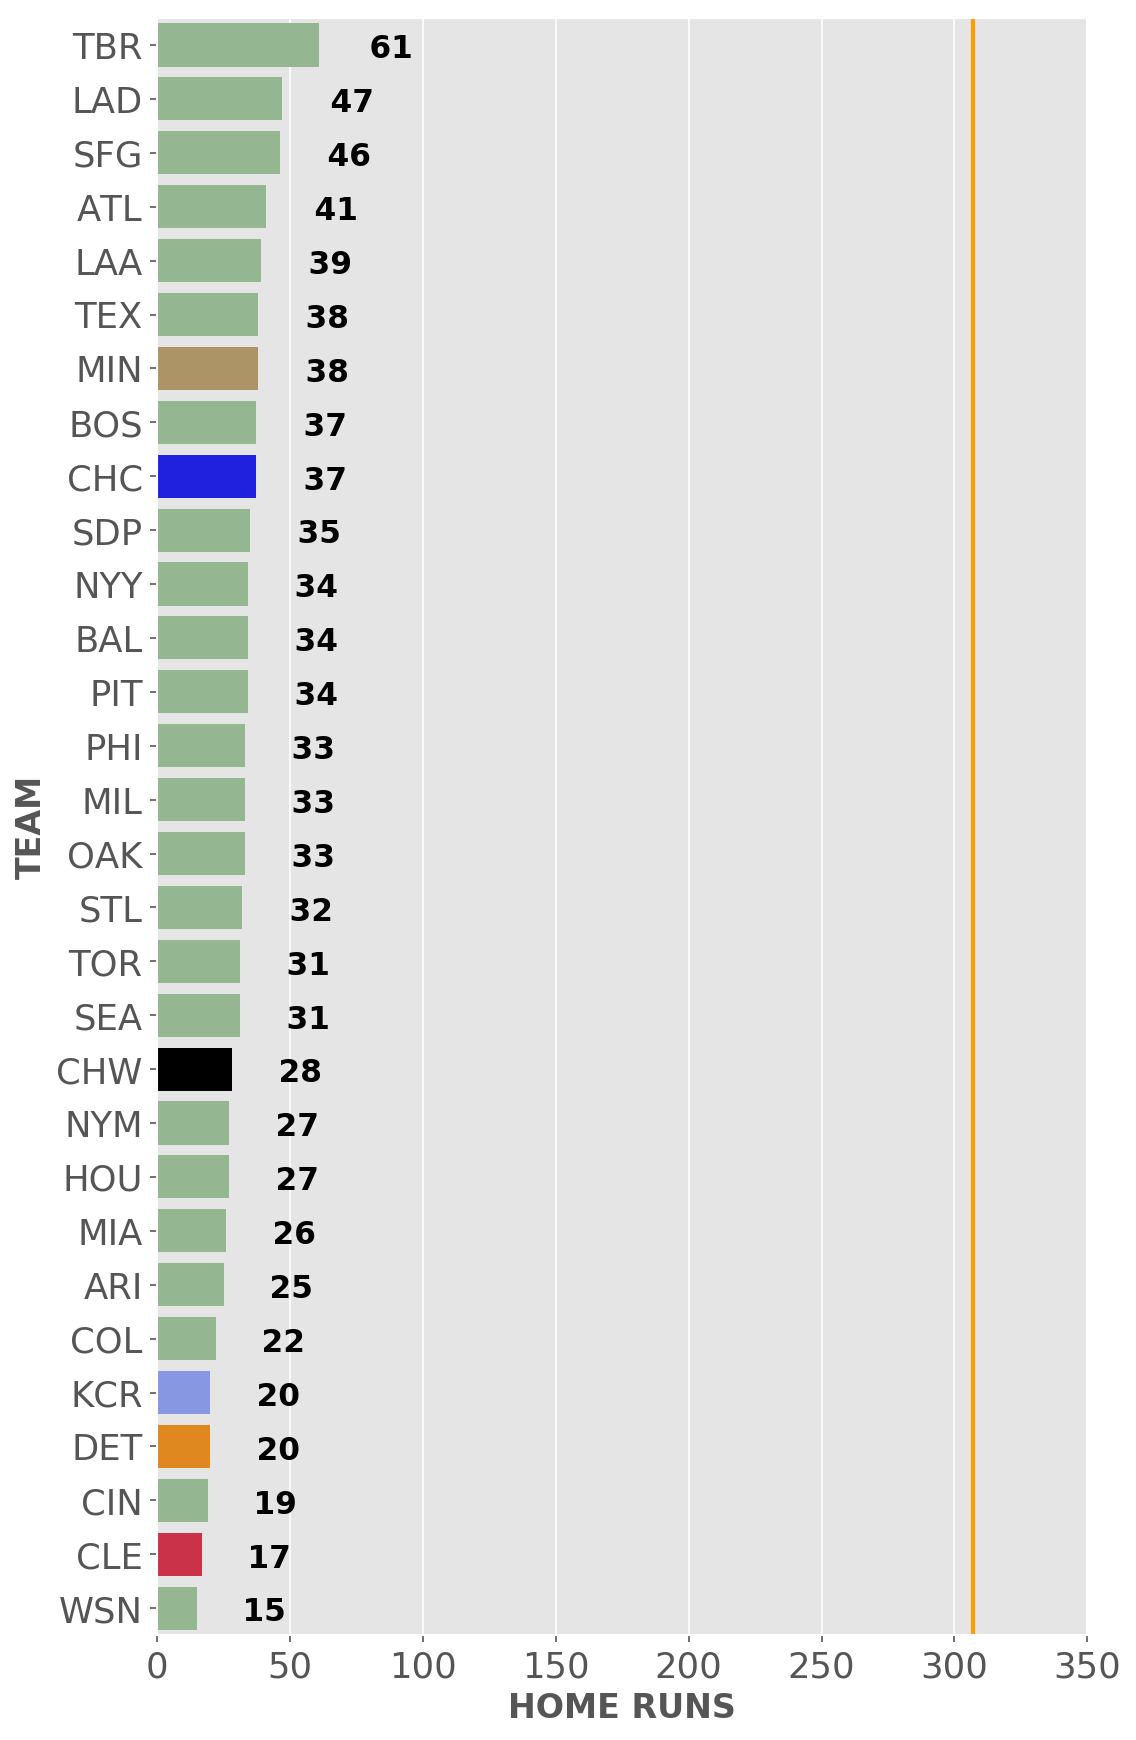 TBR 61
LAD 47
SFG 46
ATL 41
LAA 39
TEX 38
MIN 38
BOS 37
CHC 37
SDP 35
NYY 34
BAL 34
PIT 34
PHI 33
MIL 33
OAK 33
STL 32
TOR 31
SEA 31
CHW 28
NYM 27
HOU 27
MIA 26
ARI 25
COL 22
KCR 20
DET 20
CIN 19
CLE 17
WSN 15
TEAM
0 50 100 150 200 250 300 350
HOME RUNS